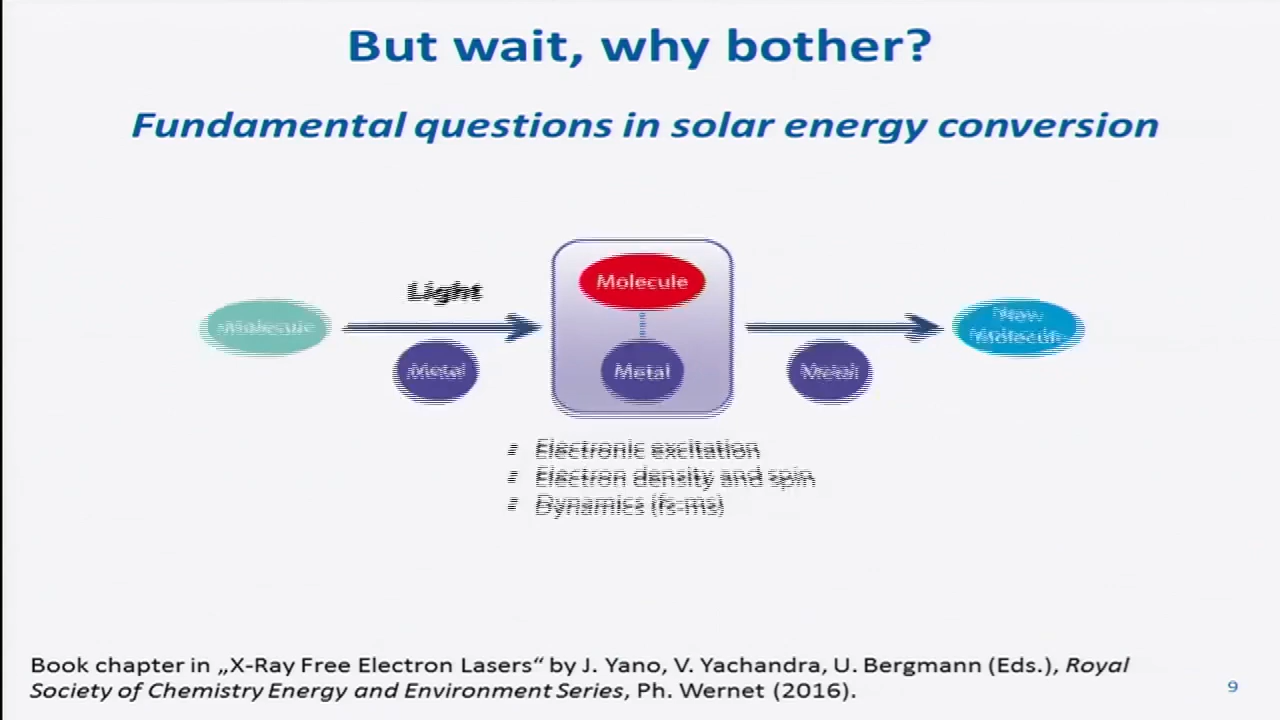 But wait, why bother?
Fundamental questions in solar energy conversion
Light
Molecule
Metal
Molecule
Metal
Metal
New
Molecule
Electronic excitation
Electron density and spin
Dynamics (fs-ms)
Book chapter in „X-Ray Free Electron Lasers“ by J. Yano, V. Yachandra, U. Bergmann (Eds.), Royal
Society of Chemistry Energy and Environment Series, Ph. Wernet (2016).
9